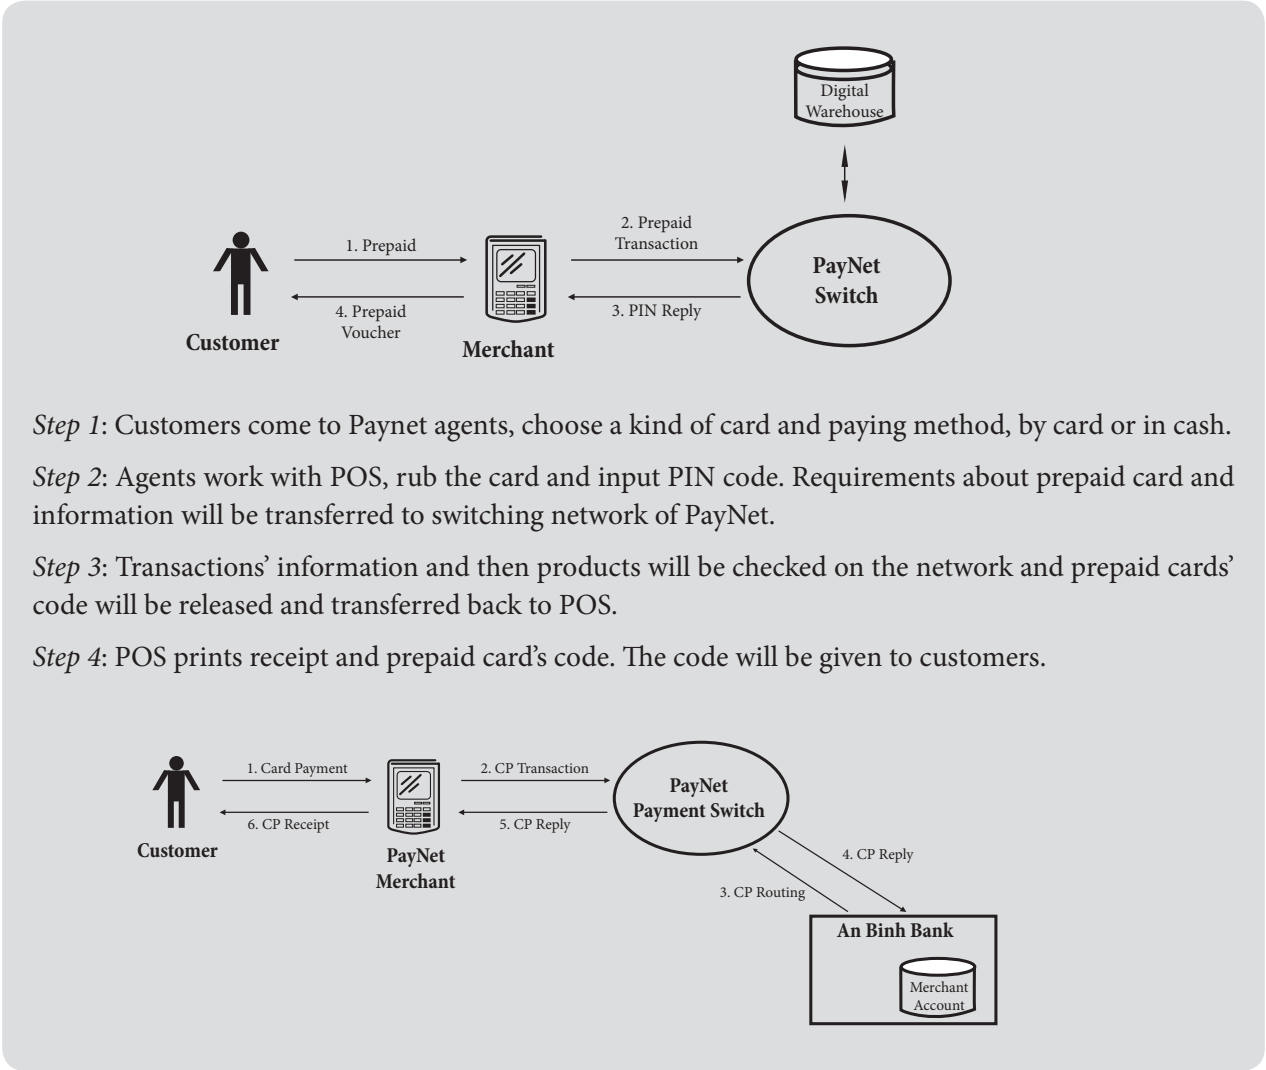 Digital
Warehouse
1. Prepaid
2. Prepaid
Transaction
PayNet
Switch
4. Prepaid
Voucher
3. PIN Reply
Customer
Merchant
Step 1: Customers come to Paynet agents, choose a kind of card and paying method, by card or in cash.
Step 2: Agents work with POS, rub the card and input PIN code. Requirements about prepaid card and
information will be transferred to switching network of PayNet.
Step 3: Transactions’ information and then products will be checked on the network and prepaid cards’
code will be released and transferred back to POS.
Step 4: POS prints receipt and prepaid card’s code. The code will be given to customers.
1. Card Payment
2. CP Transaction
PayNet
Payment Switch
6. CP Receipt
5. CP Reply
Customer
PayNet
Merchant
4. CP Reply
3. CP Routing
An Binh Bank
Merchant
Account